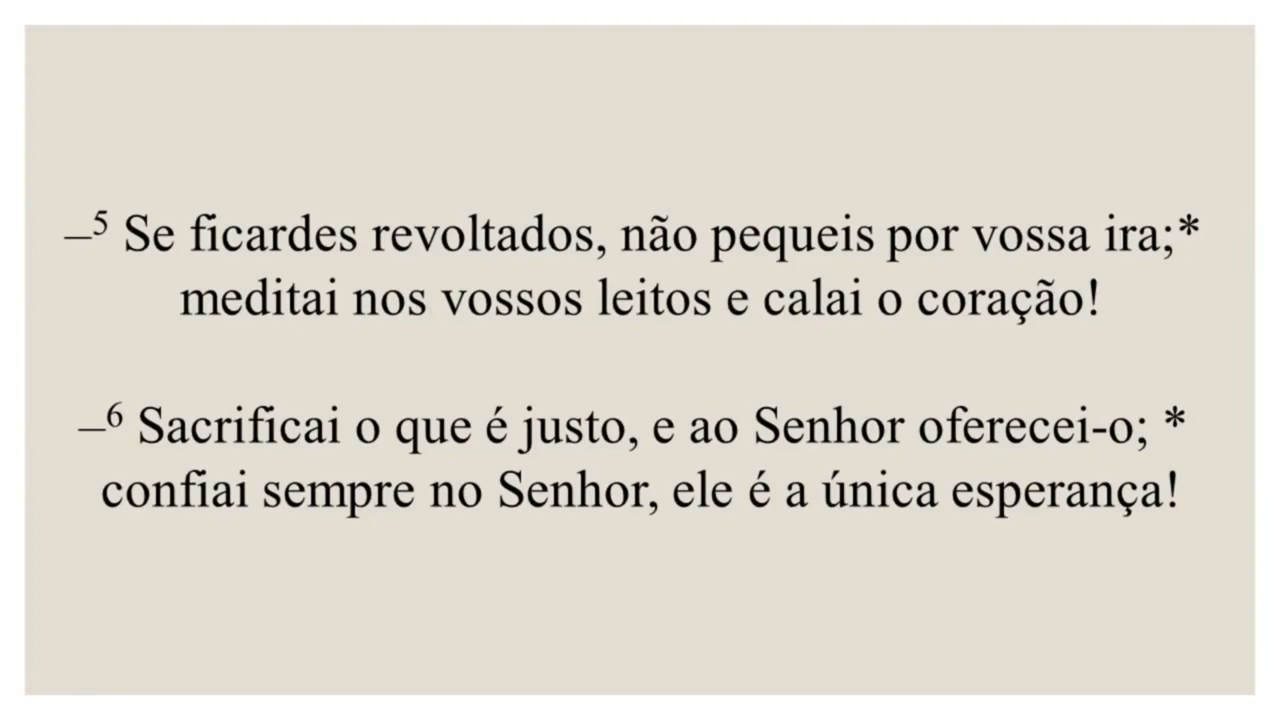 –⁵ Se ficardes revoltados, não pequeis por vossa ira;*
meditai nos vossos leitos e calai o coração!
–⁶ Sacrificai o que é justo, e ao Senhor oferecei-o; *
confiai sempre no Senhor, ele é a única esperança!